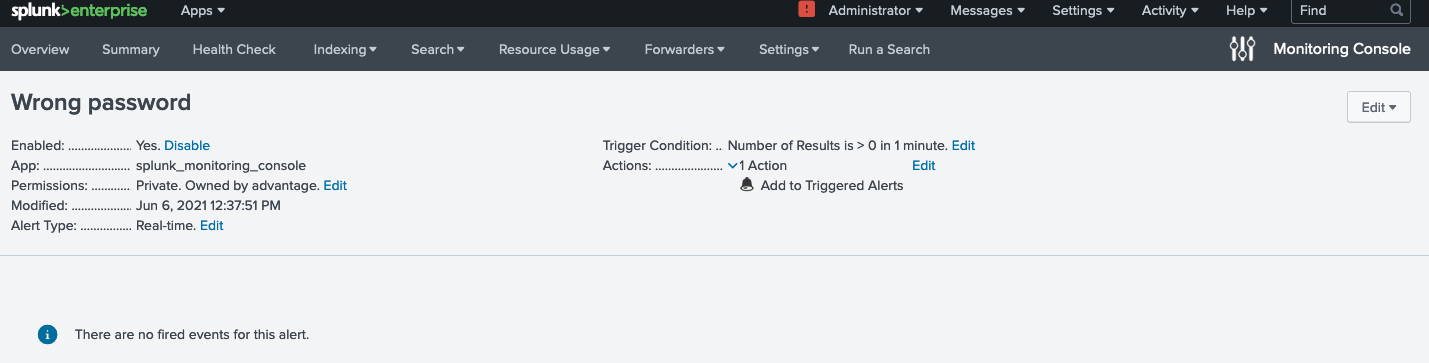 splunk>enterprise Apps ! Administrator Messages Settings Activity Help Find
Overview Summary Health Check Indexing Search Resource Usage Forwarders Settings Run a Search Monitoring Console
Wrong password
Edit
Enabled: ................... Yes. Disable
App: .......................... splunk_monitoring_console
Permissions: ............ Private. Owned by advantage. Edit
Modified: ................... Jun 6, 2021 12:37:51 PM
Alert Type: ................ Real-time. Edit
Trigger Condition: .. Number of Results is > 0 in 1 minute. Edit
Actions: ..................... 1 Action Edit
Add to Triggered Alerts
i There are no fired events for this alert.